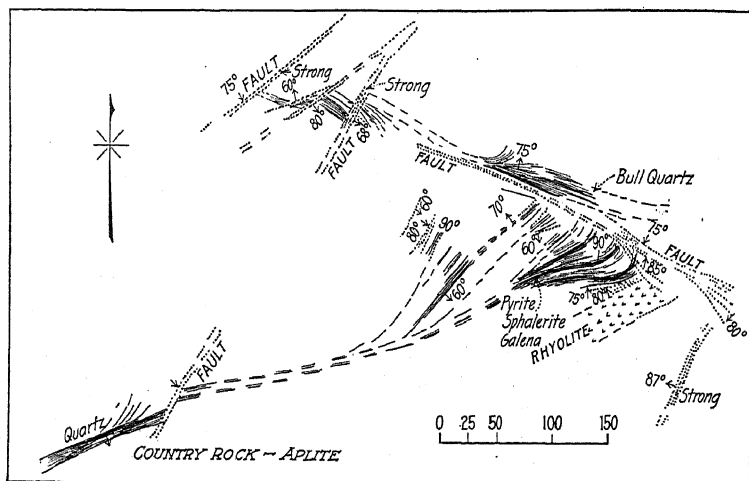 75°
FAULT
Strong
60°
Strong
80°
68°
FAULT
FAULT
75°
Bull Quartz
60°
80°
90°
70°
60°
90°
75°
FAULT
85°
60°
75°
80°
80°
Pyrite
Sphalerite
Galena
RHYOLITE
87°
Strong
FAULT
Quartz
COUNTRY ROCK ~ APLITE
0 25 50 100 150